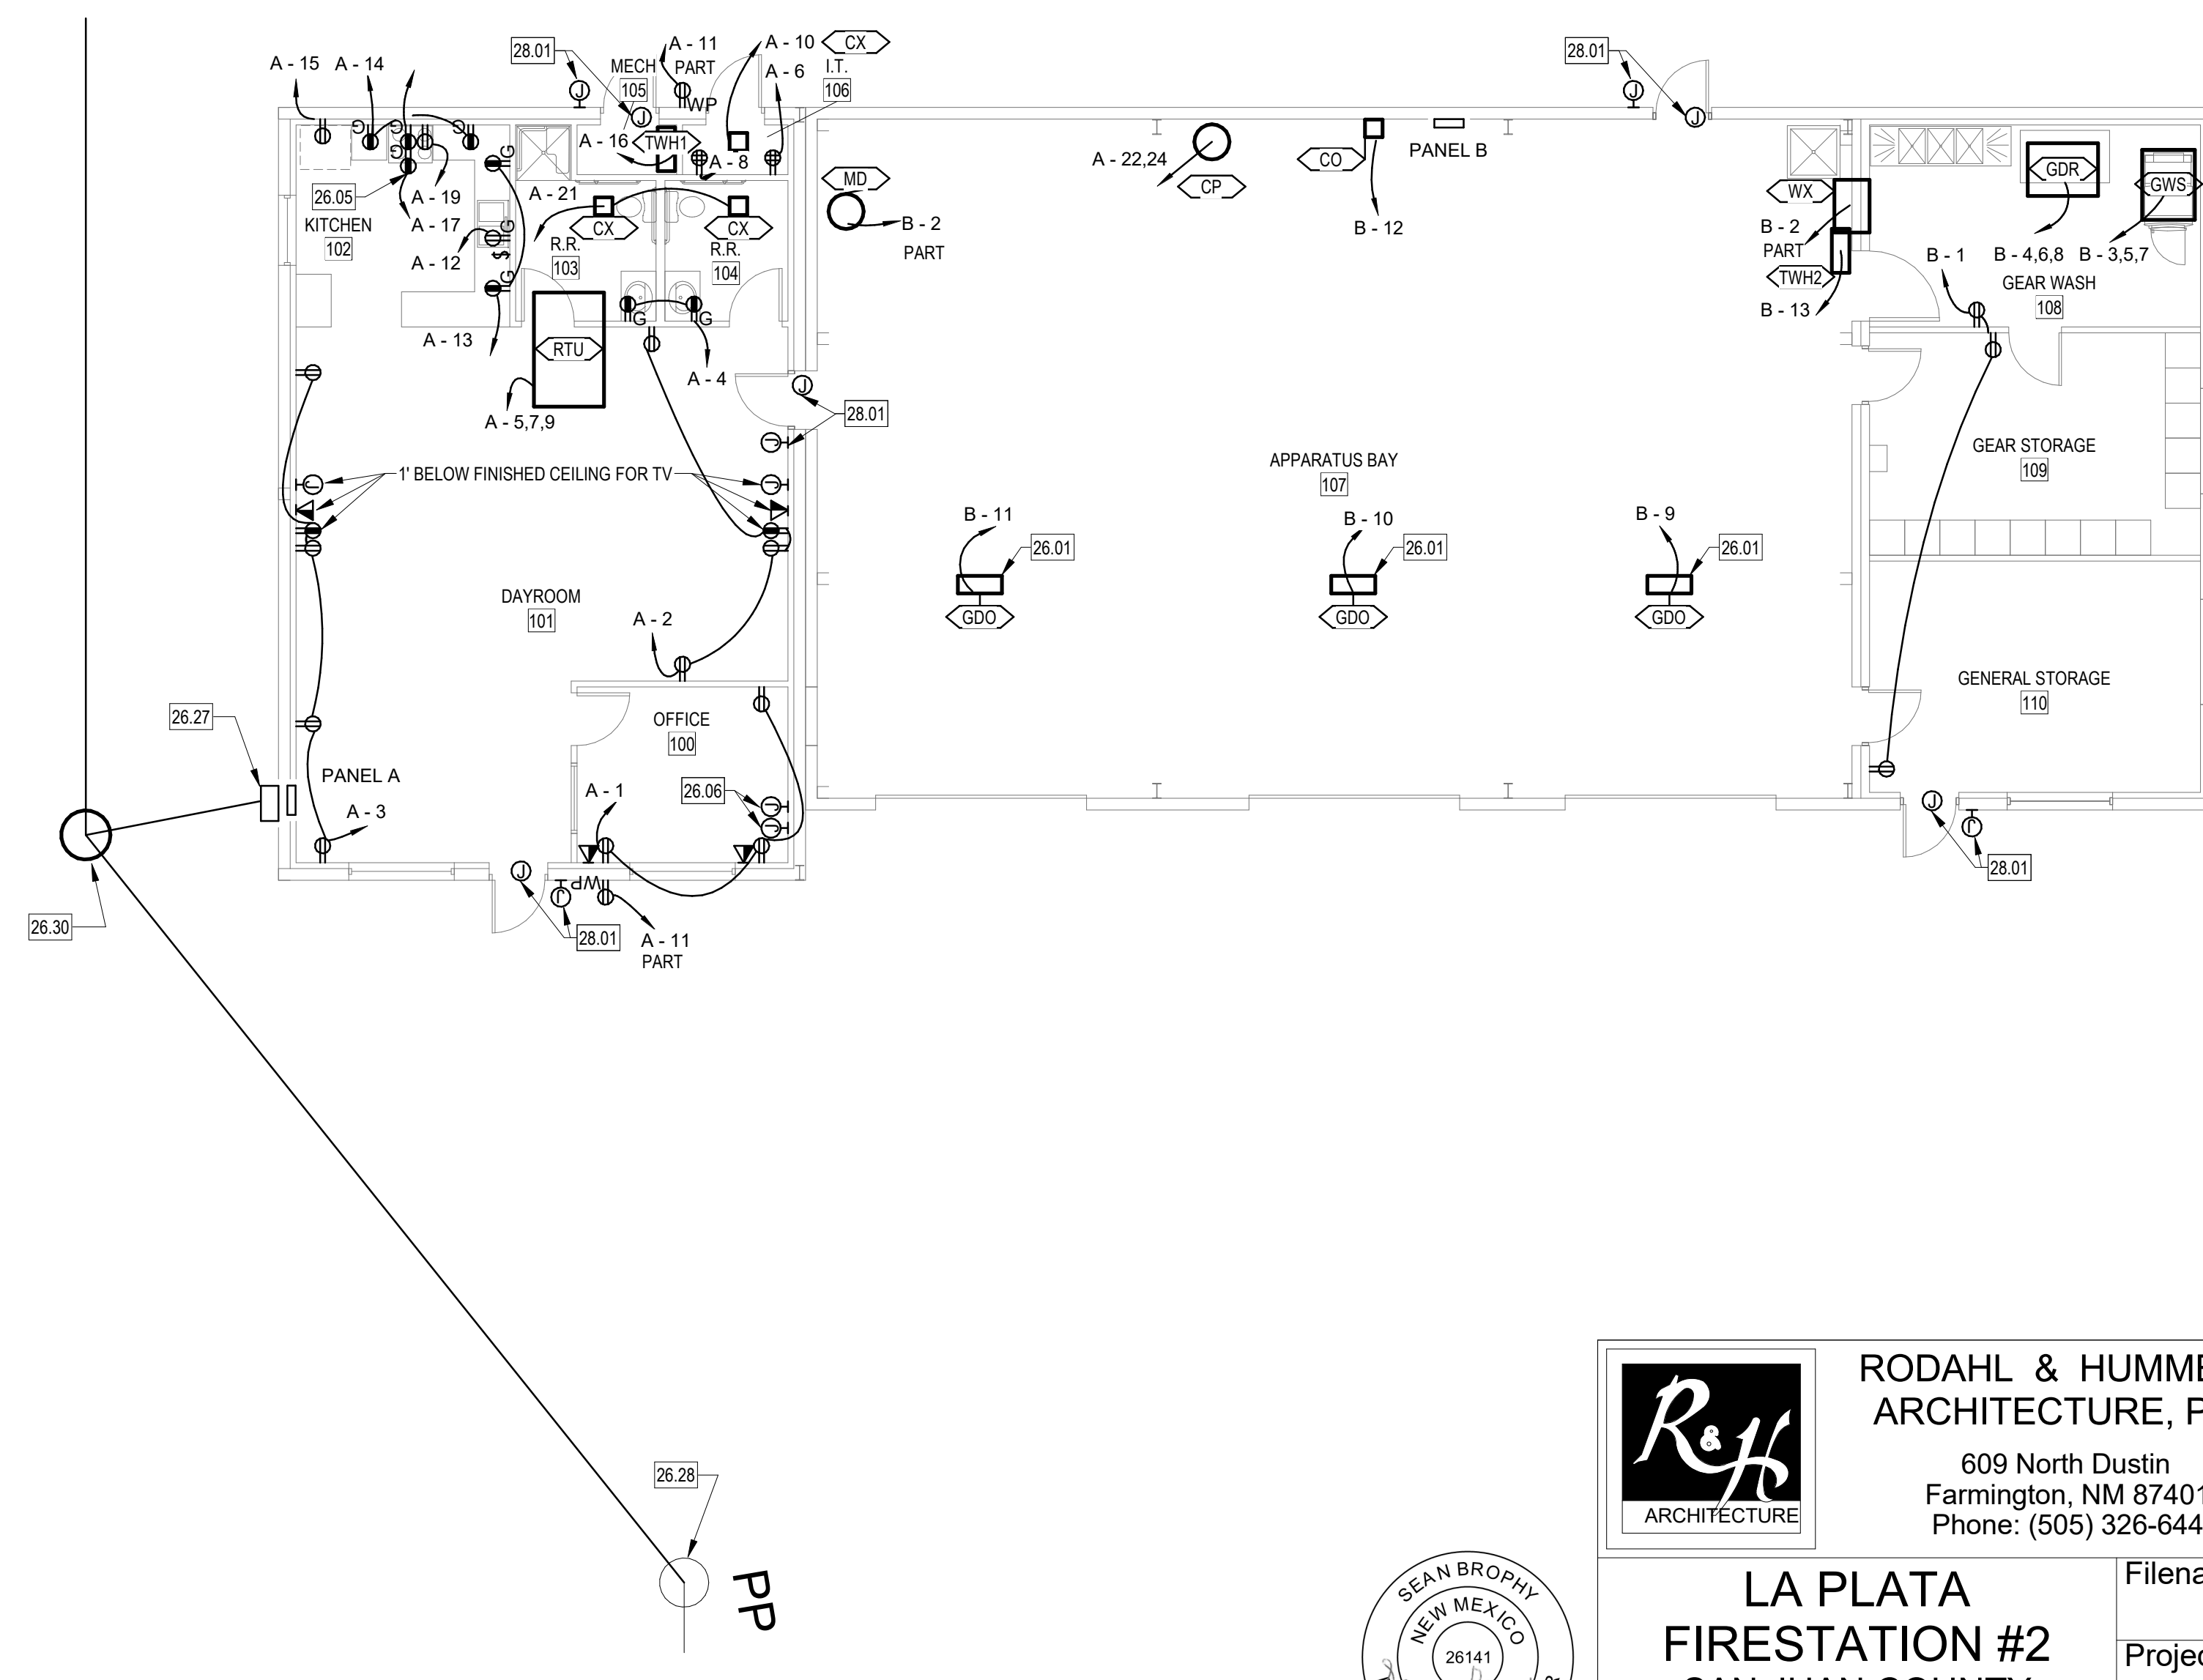 A - 15
A - 14
28.01
MECH
105
A - 11
PART
WP
A - 10
CX
A - 6
I.T.
106
28.01
J
J
J
J
G
G
G
G
G
G
G
26.05
KITCHEN
102
A - 19
A - 17
A - 12
$
A - 13
A - 16
TWH1
A - 8
A - 21
CX
CX
R.R.
103
R.R.
104
G
G
A - 4
RTU
A - 5,7,9
MD
B - 2
PART
A - 22,24
CP
CO
B - 12
PANEL B
WX
B - 2
PART
TWH2
B - 13
GDR
GWS
B - 4,6,8
B - 3,5,7
B - 1
GEAR WASH
108
J
28.01
J
J
1' BELOW FINISHED CEILING FOR TV
J
APPARATUS BAY
107
GEAR STORAGE
109
B - 11
26.01
GDO
B - 10
26.01
GDO
B - 9
26.01
GDO
DAYROOM
101
A - 2
GENERAL STORAGE
110
OFFICE
100
26.27
PANEL A
A - 3
A - 1
26.06
J
J
J
J
28.01
J
J
WP
28.01
A - 11
PART
26.30
26.28
PP
R&H
ARCHITECTURE
RODAHL & HUMME
ARCHITECTURE, P
609 North Dustin
Farmington, NM 87401
Phone: (505) 326-644
SEAN BROPHY
NEW MEXICO
26141
LA PLATA
FIRESTATION #2
SAN JUAN COUNTY
Filena
Projec